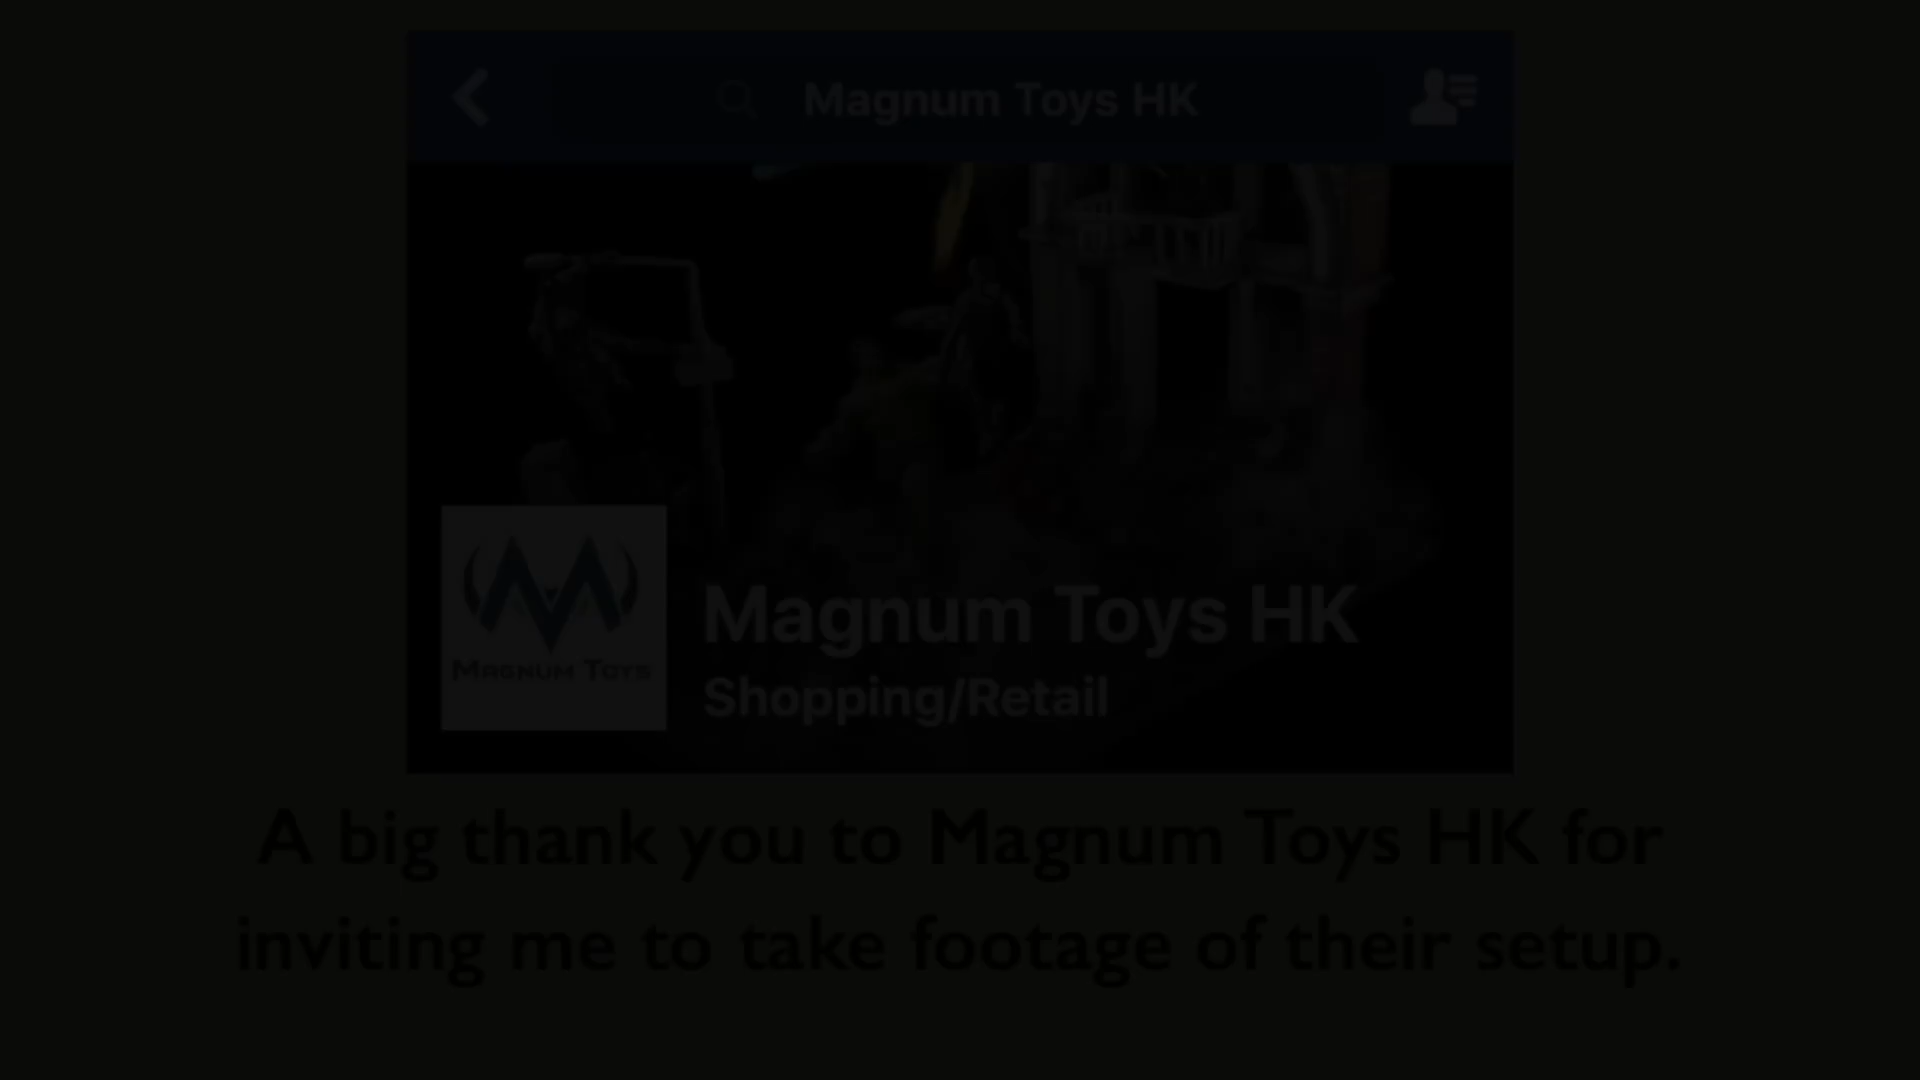 Magnum Toys HK
MAGNUM TOYS
Magnum Toys HK
Shopping/Retail
A big thank you to Magnum Toys HK for
inviting me to take footage of their setup.